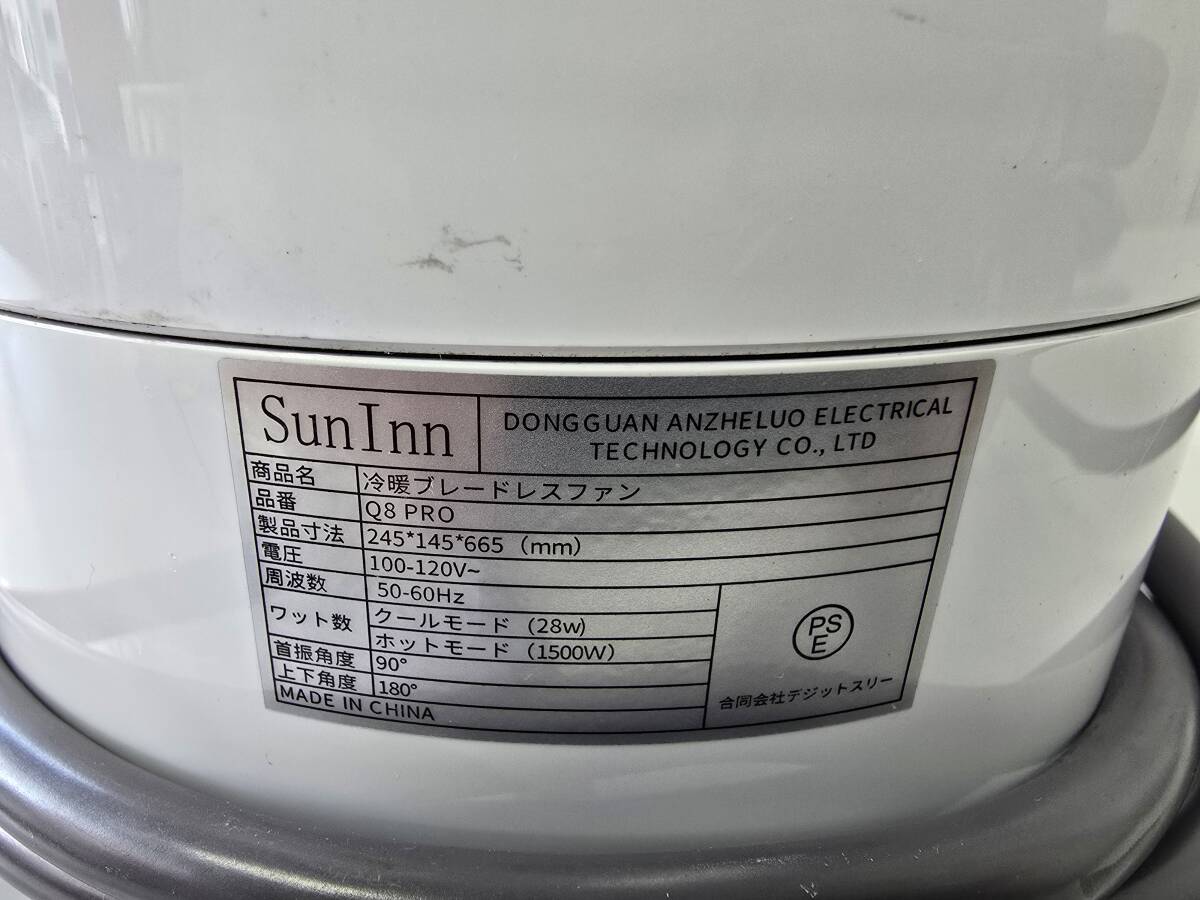 SunInn
DONGGUAN ANZHELUO ELECTRICAL
TECHNOLOGY CO., LTD
商品名 冷暖ブレードレスファン
品番 Q8 PRO
製品寸法 245*145*665（mm）
電圧 100-120V~
周波数 50-60Hz
ワット数 クールモード（28w)
ホットモード（1500W）
首振角度 90°
上下角度 180°
MADE IN CHINA
PS
E
合同会社デジットスリー